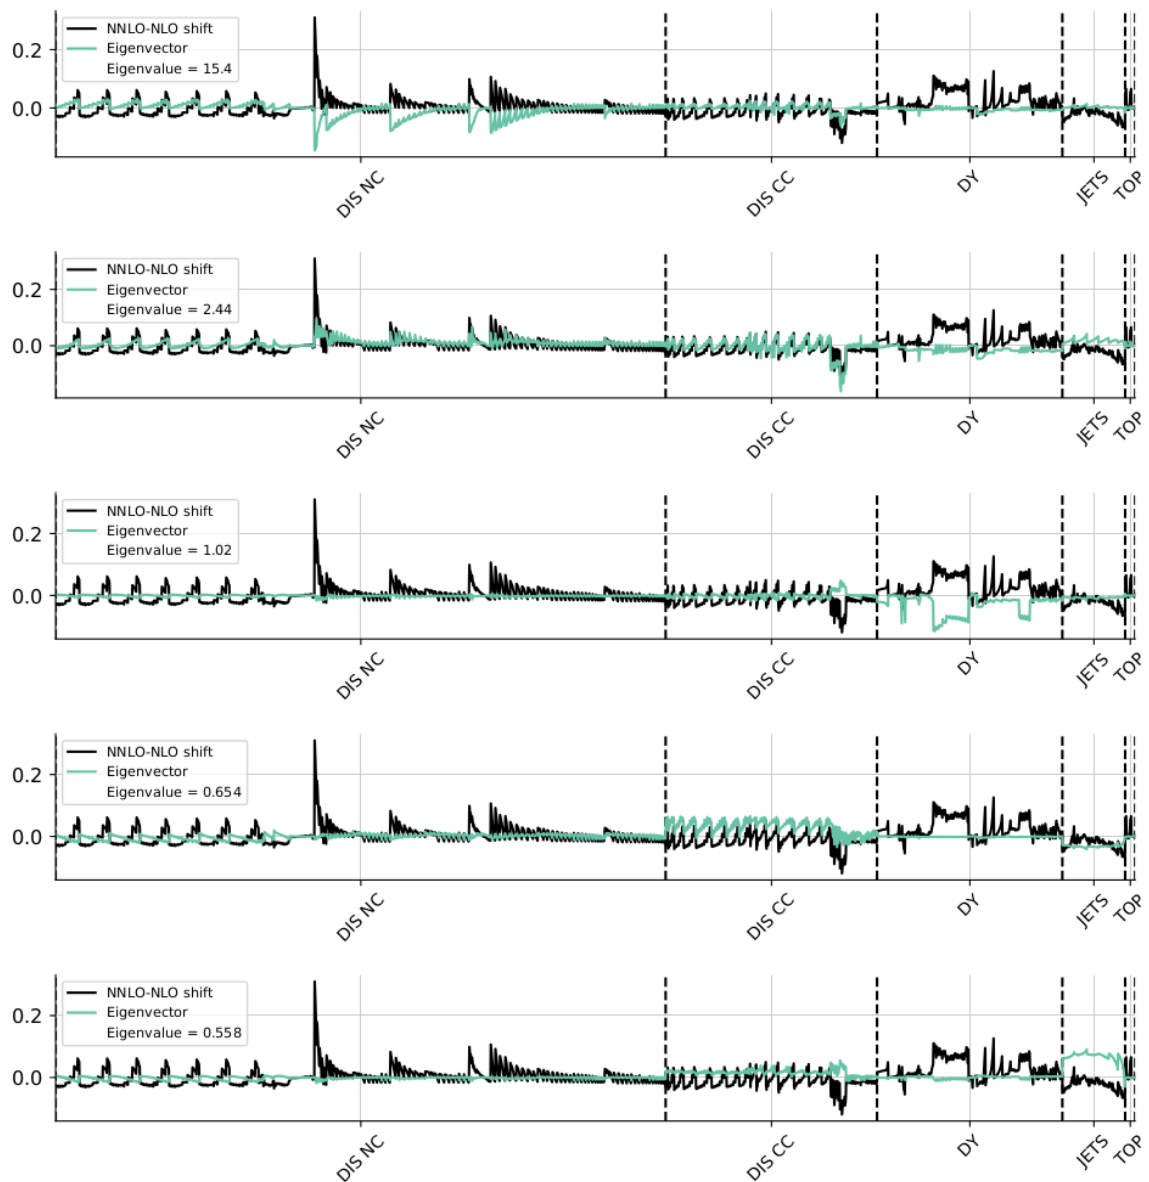 NNLO-NLO shift
Eigenvector
Eigenvalue = 15.4
0.2
0.0
DIS NC
DIS CC
DY
JETS
TOP
NNLO-NLO shift
Eigenvector
Eigenvalue = 2.44
0.2
0.0
DIS NC
DIS CC
DY
JETS
TOP
NNLO-NLO shift
Eigenvector
Eigenvalue = 1.02
0.2
0.0
DIS NC
DIS CC
DY
JETS
TOP
NNLO-NLO shift
Eigenvector
Eigenvalue = 0.654
0.2
0.0
DIS NC
DIS CC
DY
JETS
TOP
NNLO-NLO shift
Eigenvector
Eigenvalue = 0.558
0.2
0.0
DIS NC
DIS CC
DY
JETS
TOP